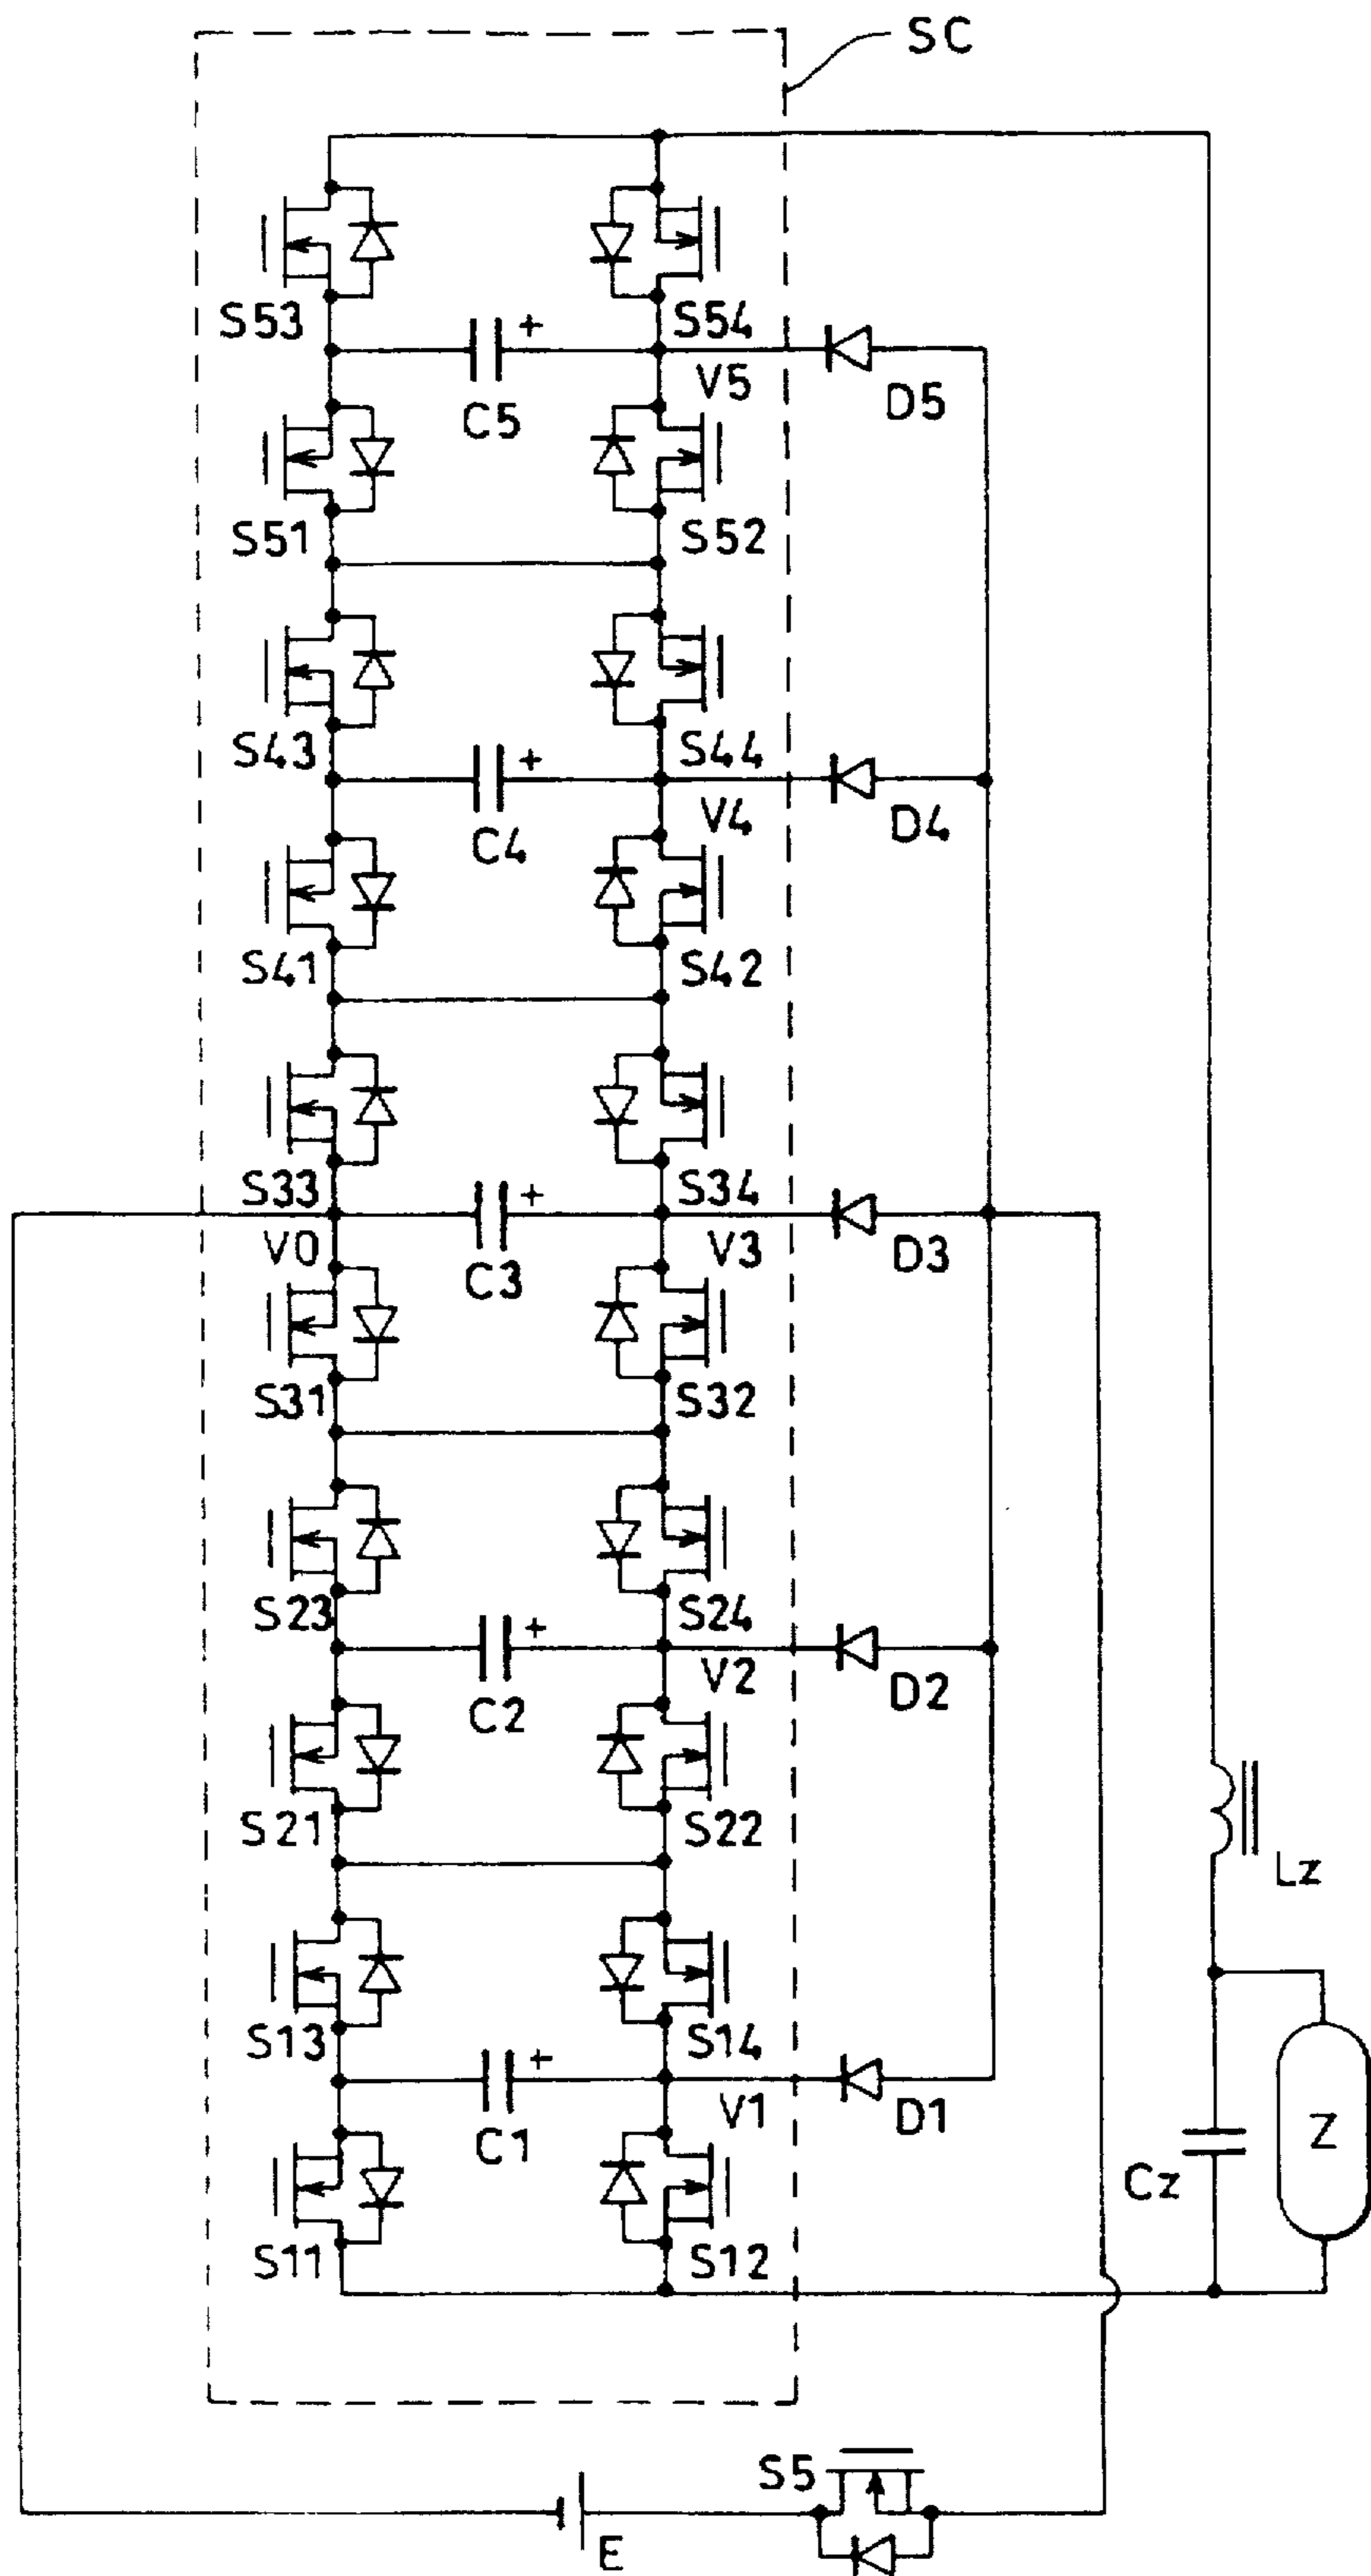 SC
S53
S54
C5
+
V5
D5
S51
S52
S43
S44
C4
+
V4
D4
S41
S42
S33
S34
V0
C3
+
V3
D3
S31
S32
S23
S24
C2
+
V2
D2
S21
S22
Lz
S13
S14
C1
+
V1
D1
Z
Cz
S11
S12
S5
E